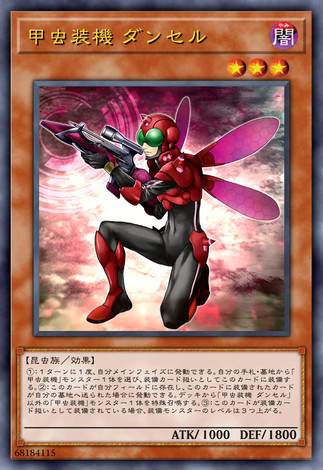 甲虫装機 ダンセル
闇
やみ
【昆虫族/効果】
①:1ターンに1度、自分メインフェイズに発動できる。自分の手札・墓地から
「甲虫装機」モンスター1体を選び、装備カード扱いとしてこのカードに装備す
る。②:このカードが自分フィールドに存在し、このカードに装備されたカード
が自分の墓地へ送られた場合に発動できる。デッキから「甲虫装機 ダンセル」
以外の「甲虫装機」モンスター1体を特殊召喚する。③:このカードが装備カー
ド扱いとして装備されている場合、装備モンスターのレベルは3つ上がる。
ATK/1000 DEF/1800
68184115